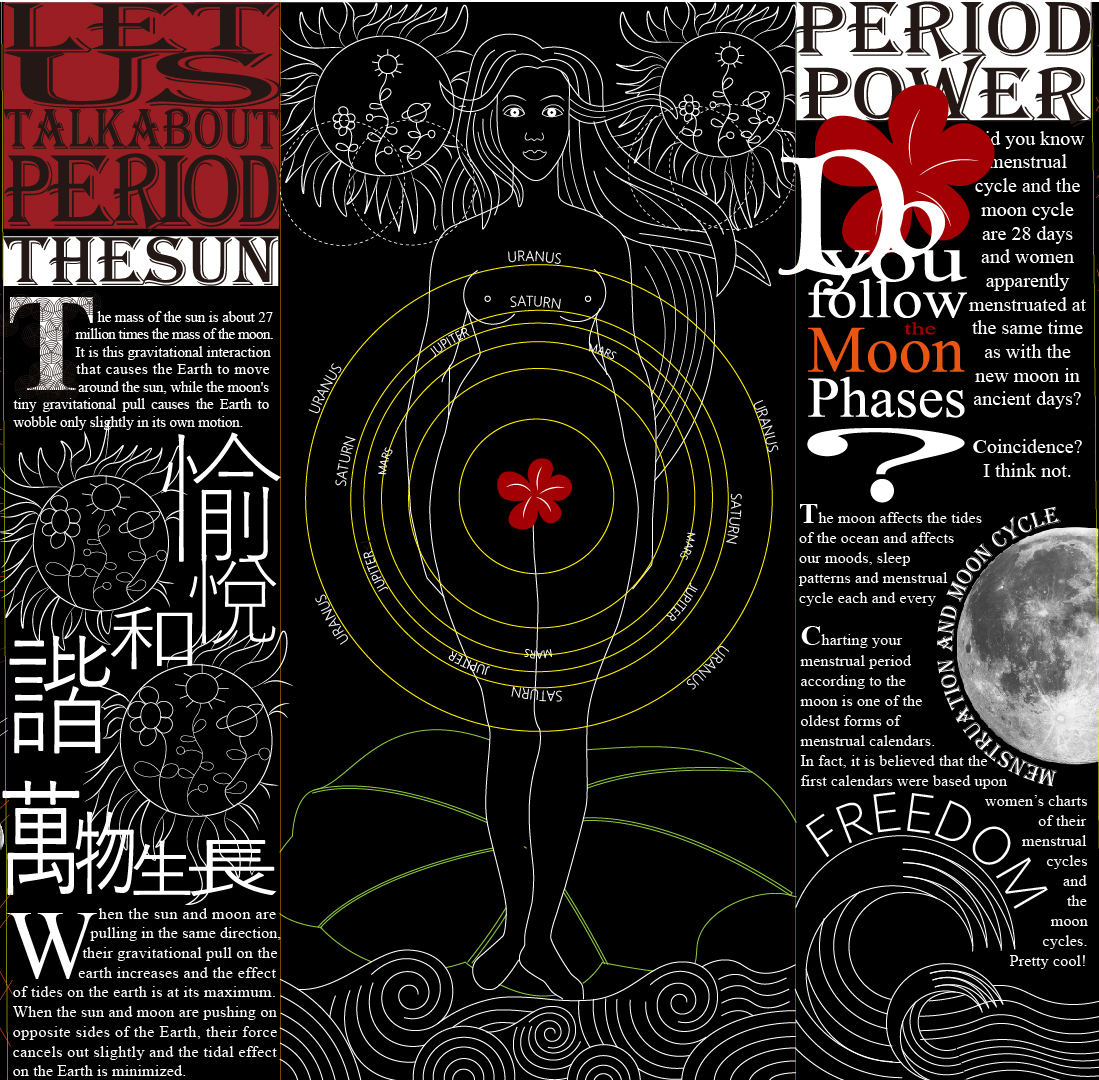 LET
US
TALKABOUT
PERIOD
THESUN
The mass of the sun is about 27
million times the mass of the moon.
It is this gravitational interaction
that causes the Earth to move
around the sun, while the moon's
tiny gravitational pull causes the Earth to
wobble only slightly in its own motion.
愉
悅
和
諧
萬物生長
When the sun and moon are
pulling in the same direction,
their gravitational pull on the
earth increases and the effect
of tides on the earth is at its maximum.
When the sun and moon are pushing on
opposite sides of the Earth, their force
cancels out slightly and the tidal effect
on the Earth is minimized.
URANUS
SATURN
JUPITER
MARS
URANUS
URANUS
SATURN
MARS
SATURN
MARS
JUPITER
JUPITER
URANUS
MARS
JUPITER
URANUS
SATURN
PERIOD
POWER
Do
you
follow
the
Moon
Phases
?
id you know
menstrual
cycle and the
moon cycle
are 28 days
and women
apparently
menstruated at
the same time
as with the
new moon in
ancient days?
Coincidence?
I think not.
The moon affects the tides
of the ocean and affects
our moods, sleep
patterns and menstrual
cycle each and every
MENSTRUATION AND MOON CYCLE
Charting your
menstrual period
according to the
moon is one of the
oldest forms of
menstrual calendars.
In fact, it is believed that the
first calendars were based upon
women's charts
of their
menstrual
cycles
and
the
moon
cycles.
Pretty cool!
FREEDOM